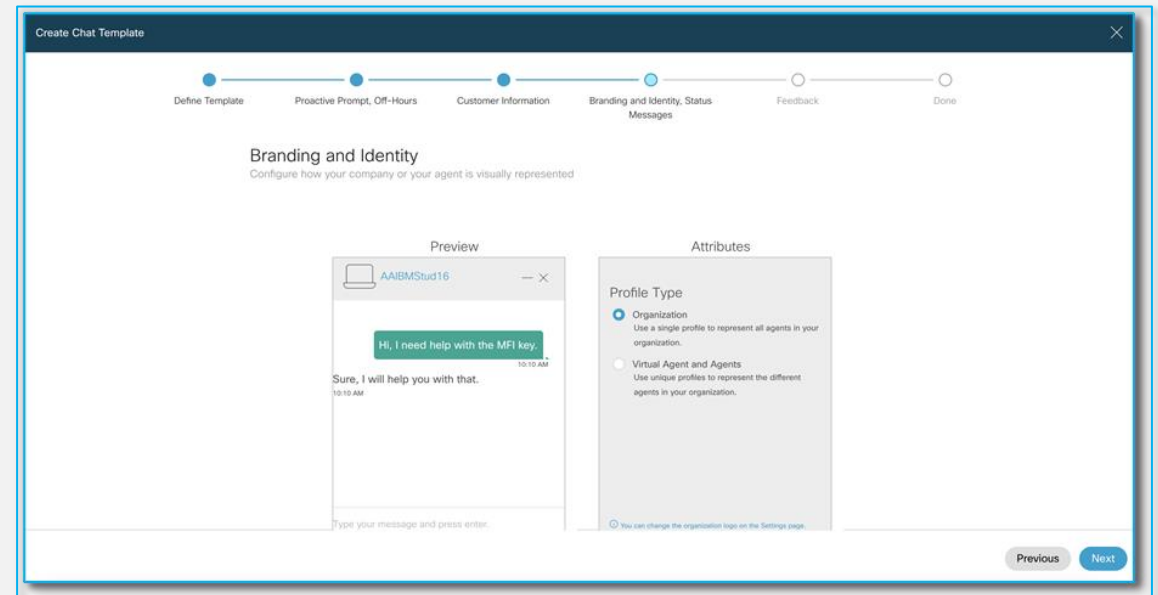 Create Chat Template
Define Template
Proactive Prompt, Off-Hours
Customer Information
Branding and Identity, Status
Messages
Feedback
Done
Branding and Identity
Configure how your company or your agent is visually represented
Preview
AAIBMStud16
Hi, I need help with the MFI key.
10:10 AM
Sure, I will help you with that.
10:10 AM
Type your message and press enter.
Attributes
Profile Type
Organization
Use a single profile to represent all agents in your
organization.
Virtual Agent and Agents
Use unique profiles to represent the different
agents in your organization.
You can change the organization logo on the Settings page.
Previous
Next